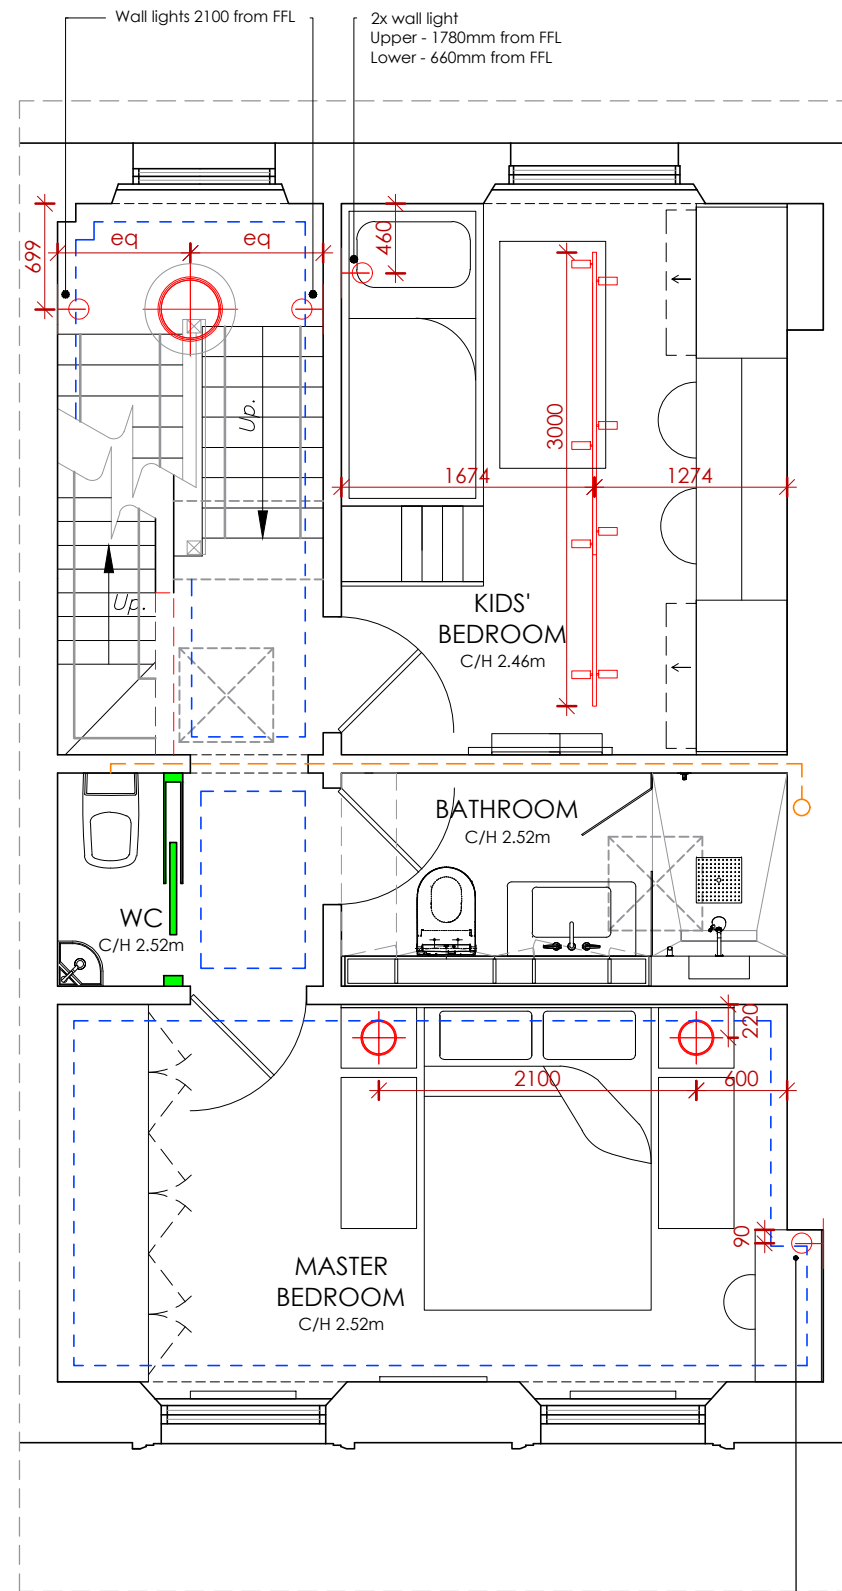 Wall lights 2100 from FFL
2x wall light
Upper - 1780mm from FFL
Lower - 660mm from FFL
699
eq
eq
460
Up.
3000
1674
1274
Up.
KIDS'
BEDROOM
C/H 2.46m
BATHROOM
C/H 2.52m
WC
C/H 2.52m
220
2100
600
90
MASTER
BEDROOM
C/H 2.52m